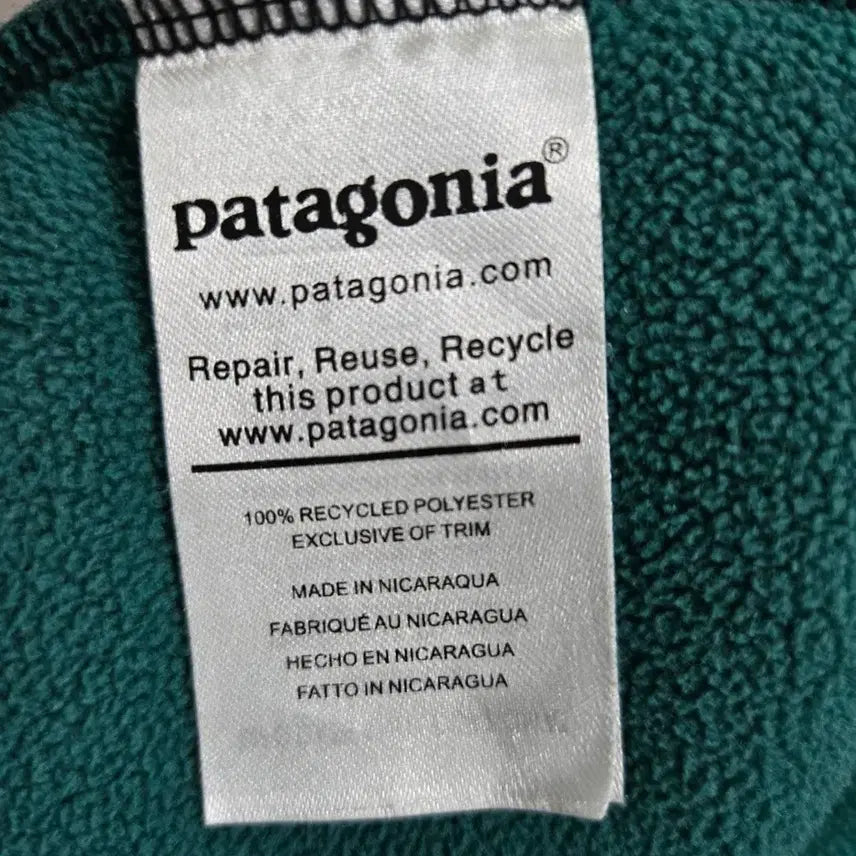 patagonia®
www.patagonia.com
Repair, Reuse, Recycle
this product at
www.patagonia.com
100% RECYCLED POLYESTER
EXCLUSIVE OF TRIM
MADE IN NICARAQUA
FABRIQUÉ AU NICARAGUA
HECHO EN NICARAGUA
FATTO IN NICARAGUA